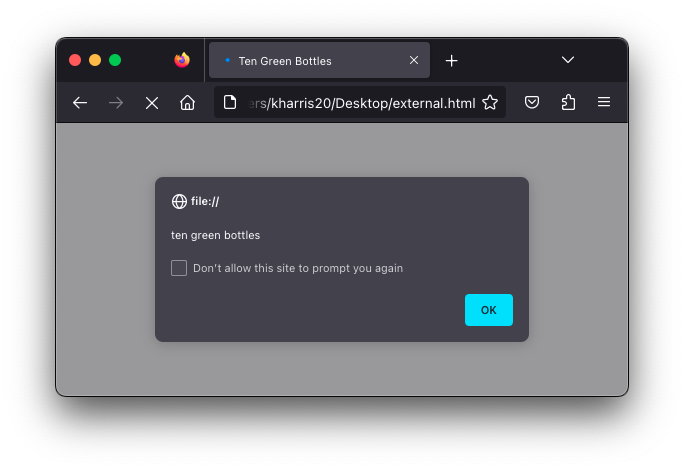 Ten Green Bottles
ers/kharris20/Desktop/external.html
file://
ten green bottles
Don't allow this site to prompt you again
OK